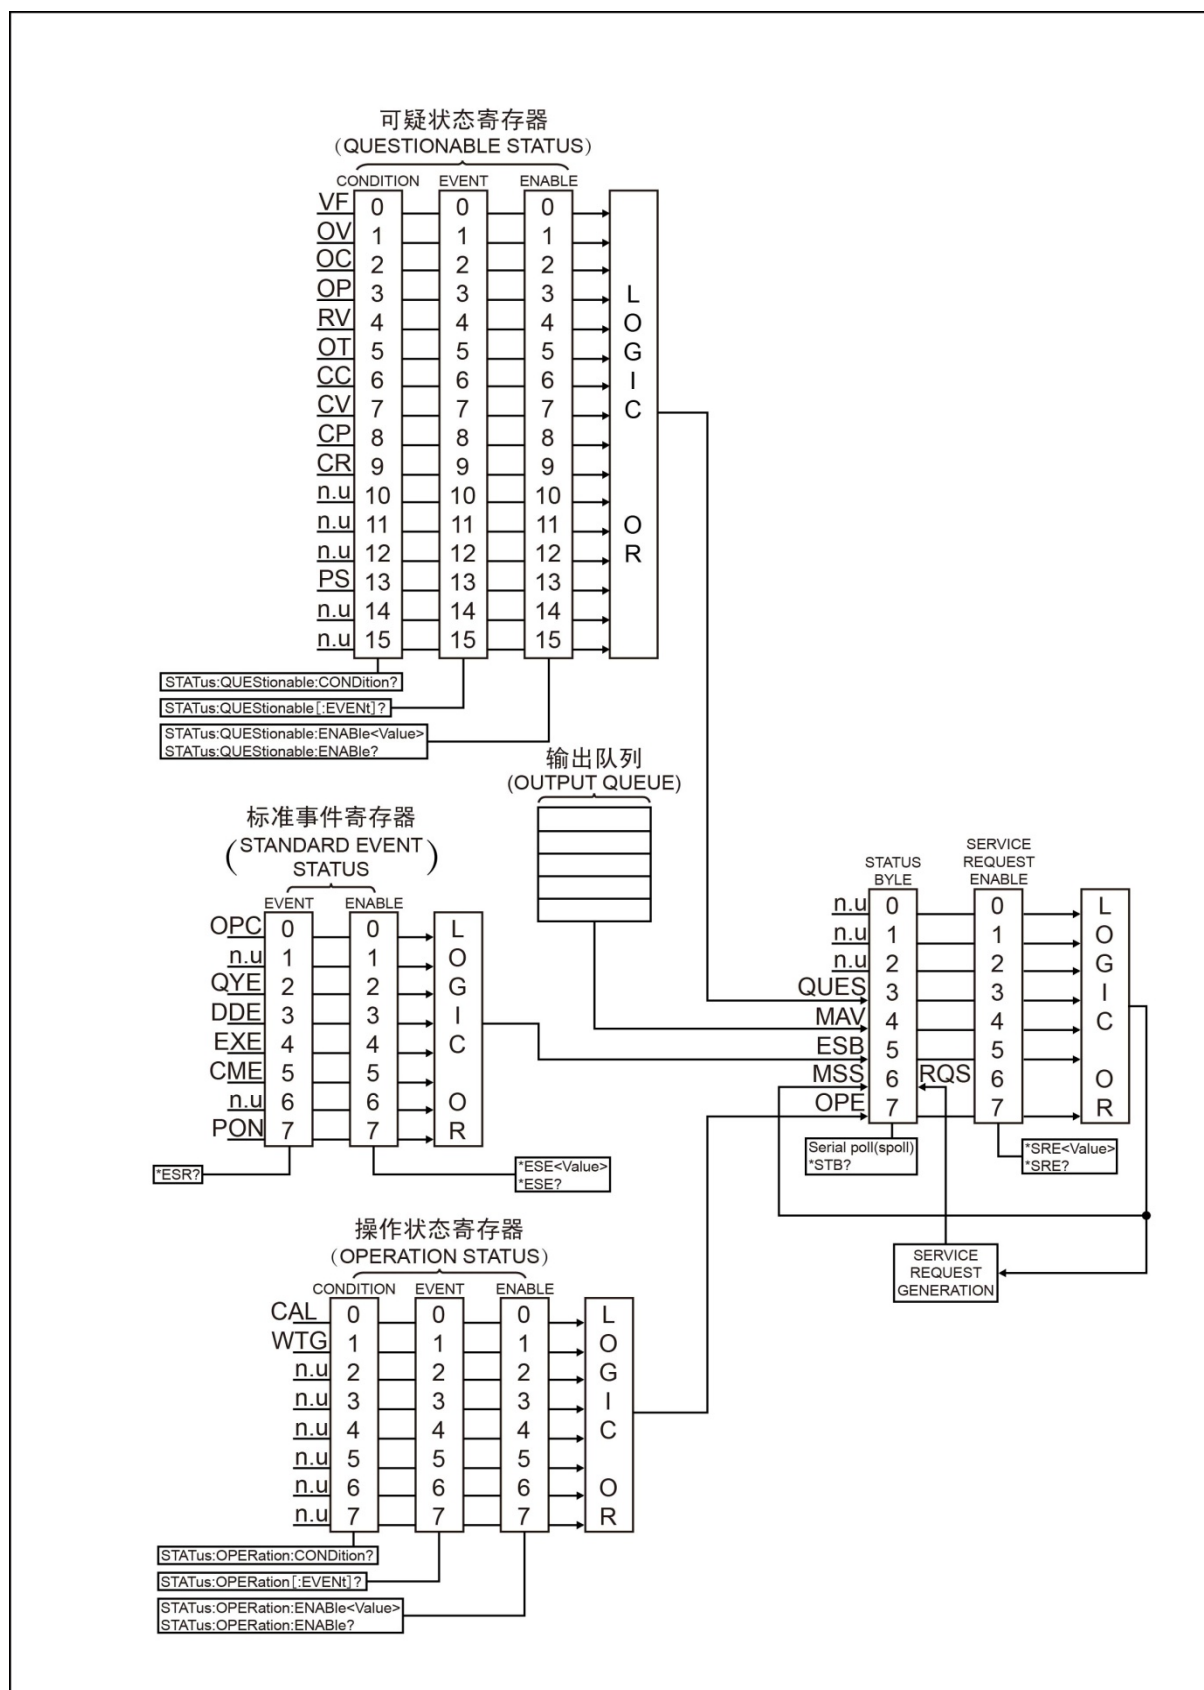 可疑状态寄存器
(QUESTIONABLE STATUS)
CONDITION EVENT ENABLE
VF 0 0 0
OV 1 1 1
OC 2 2 2
OP 3 3 3
RV 4 4 4
OT 5 5 5
CC 6 6 6
CV 7 7 7
CP 8 8 8
CR 9 9 9
n.u 10 10 10
n.u 11 11 11
n.u 12 12 12
PS 13 13 13
n.u 14 14 14
n.u 15 15 15
LOGIC OR
STATus:QUEStionable:CONDition?
STATus:QUEStionable[:EVENt]?
STATus:QUEStionable:ENABle<Value>
STATus:QUEStionable:ENABle?
输出队列
(OUTPUT QUEUE)
标准事件寄存器
(STANDARD EVENT
STATUS)
EVENT ENABLE
OPC 0 0
n.u 1 1
QYE 2 2
DDE 3 3
EXE 4 4
CME 5 5
n.u 6 6
PON 7 7
LOGIC OR
*ESR?
*ESE<Value>
*ESE?
STATUS
BYLE
SERVICE
REQUEST
ENABLE
n.u 0 0
n.u 1 1
n.u 2 2
QUES 3 3
MAV 4 4
ESB 5 5
MSS 6 RQS 6
OPE 7 7
LOGIC OR
Serial poll(spoll)
*STB?
*SRE<Value>
*SRE?
SERVICE
REQUEST
GENERATION
操作状态寄存器
(OPERATION STATUS)
CONDITION EVENT ENABLE
CAL 0 0 0
WTG 1 1 1
n.u 2 2 2
n.u 3 3 3
n.u 4 4 4
n.u 5 5 5
n.u 6 6 6
n.u 7 7 7
LOGIC OR
STATus:OPERation:CONDition?
STATus:OPERation[:EVENt]?
STATus:OPERation:ENABle<Value>
STATus:OPERation:ENABle?